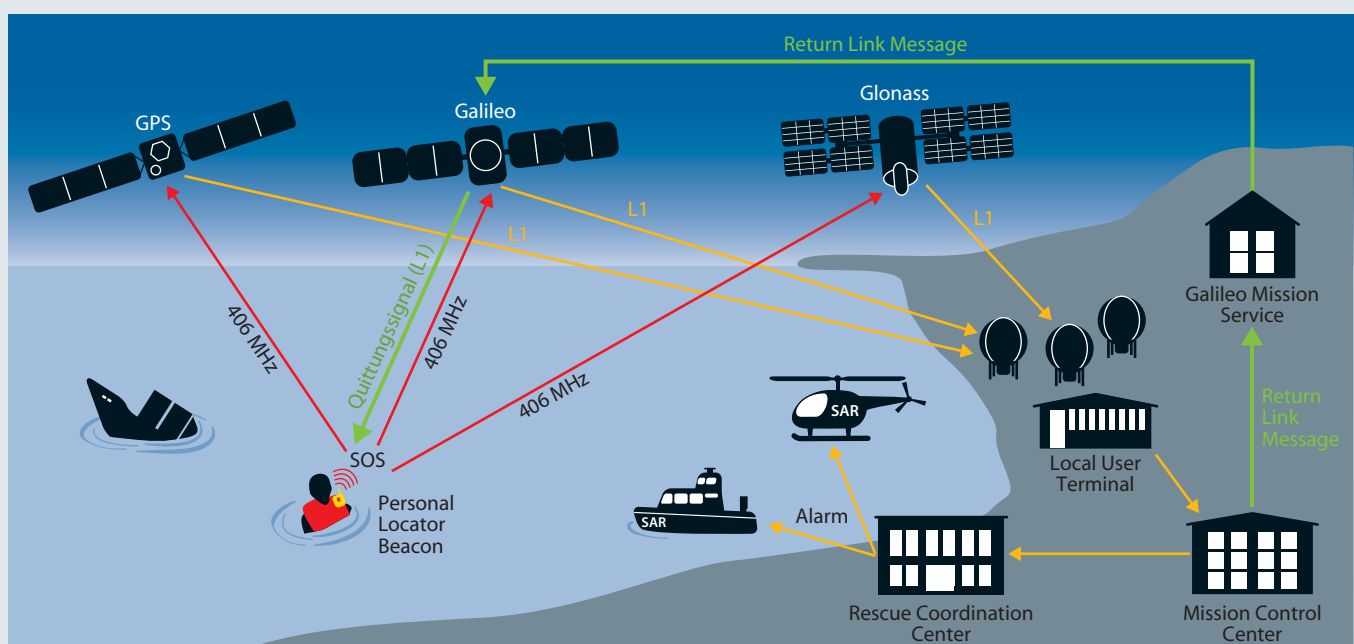 Return Link Message
GPS
Galileo
Glonass
L1
L1
L1
Quittungssignal (L1)
406 MHz
406 MHz
406 MHz
Galileo Mission
Service
SAR
Return
Link
Message
SOS
Local User
Terminal
Personal
Locator
Beacon
SAR
Alarm
Rescue Coordination
Center
Mission Control
Center